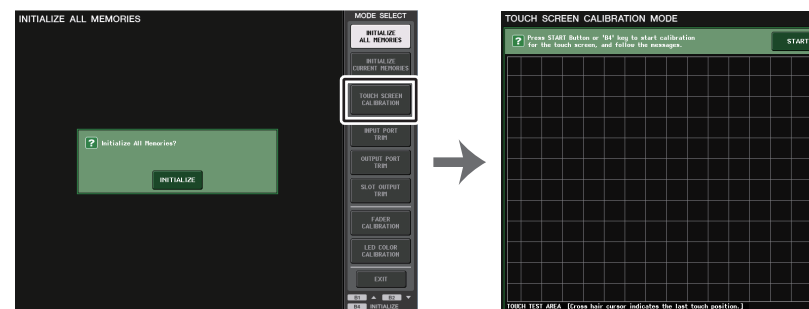 INITIALIZE ALL MEMORIES
? Initialize All Memories?
INITIALIZE
MODE SELECT
INITIALIZE
ALL MEMORIES
INITIALIZE
CURRENT MEMORIES
TOUCH SCREEN
CALIBRATION
INPUT PORT
TRIM
OUTPUT PORT
TRIM
SLOT OUTPUT
TRIM
FADER
CALIBRATION
LED COLOR
CALIBRATION
EXIT
B1 ▲ B2 ▼
B4 INITIALIZE
TOUCH SCREEN CALIBRATION MODE
? Press START Button or 'B4' key to start calibration
for the touch screen, and follow the messages.
START
TOUCH TEST AREA [Cross hair cursor indicates the last touch position.]